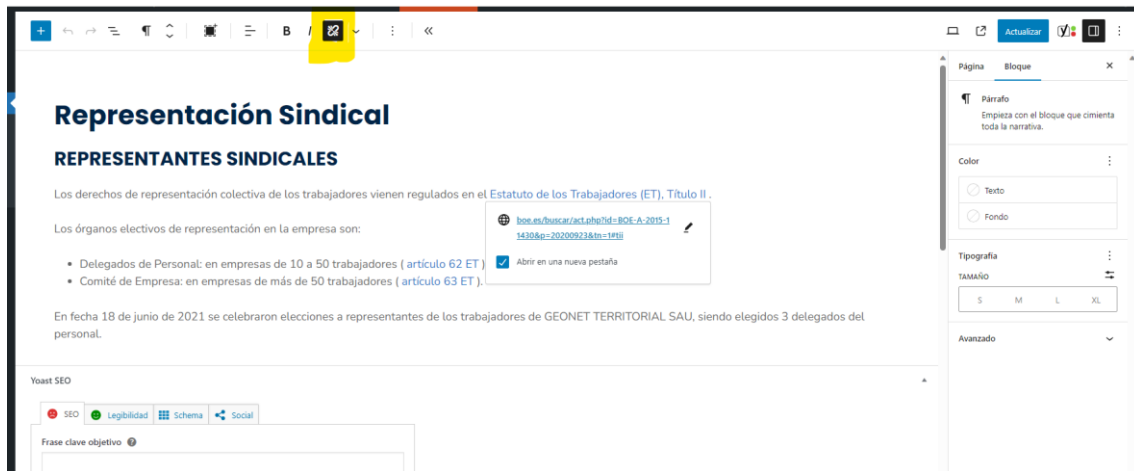 B
Actualizar
Página Bloque
Párrafo
Empieza con el bloque que cimienta
toda la narrativa.
Color
Texto
Fondo
Tipografía
TAMAÑO
S M L XL
Avanzado
Representación Sindical
REPRESENTANTES SINDICALES
Los derechos de representación colectiva de los trabajadores vienen regulados en el Estatuto de los Trabajadores (ET), Título II .
boe.es/buscar/act.php?id=BOE-A-2015-1
1430&p=20200923&tn=1#tii
Abrir en una nueva pestaña
Los órganos electivos de representación en la empresa son:
Delegados de Personal: en empresas de 10 a 50 trabajadores ( artículo 62 ET )
Comité de Empresa: en empresas de más de 50 trabajadores ( artículo 63 ET ).
En fecha 18 de junio de 2021 se celebraron elecciones a representantes de los trabajadores de GEONET TERRITORIAL SAU, siendo elegidos 3 delegados del
personal.
Yoast SEO
SEO Legibilidad Schema Social
Frase clave objetivo